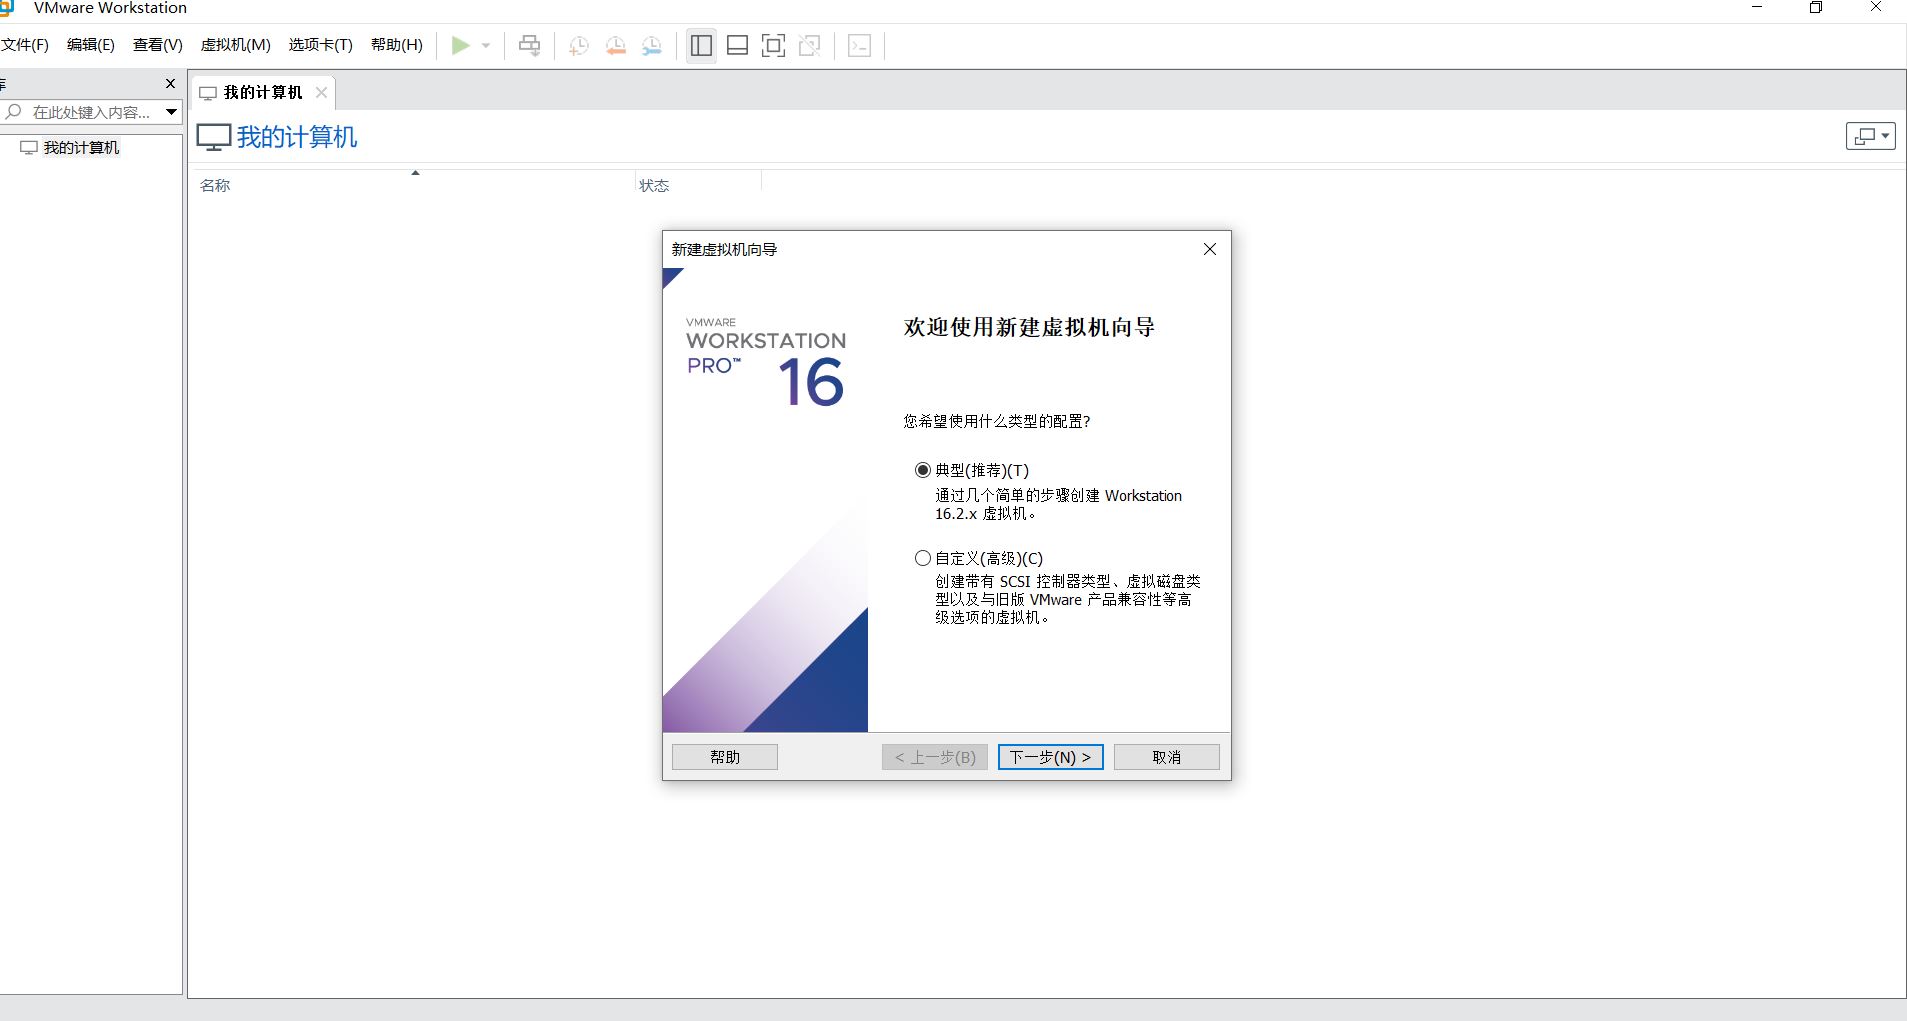 VMware Workstation
文件(F) 编辑(E) 查看(V) 虚拟机(M) 选项卡(T) 帮助(H)
在此处键入内容...
我的计算机
我的计算机
我的计算机
名称 状态
新建虚拟机向导
VMWARE
WORKSTATION
PRO™ 16
欢迎使用新建虚拟机向导
您希望使用什么类型的配置?
典型(推荐)(T)
通过几个简单的步骤创建 Workstation
16.2.x 虚拟机。
自定义(高级)(C)
创建带有 SCSI 控制器类型、虚拟磁盘类
型以及与旧版 VMware 产品兼容性等高
级选项的虚拟机。
帮助 < 上一步(B) 下一步(N) > 取消